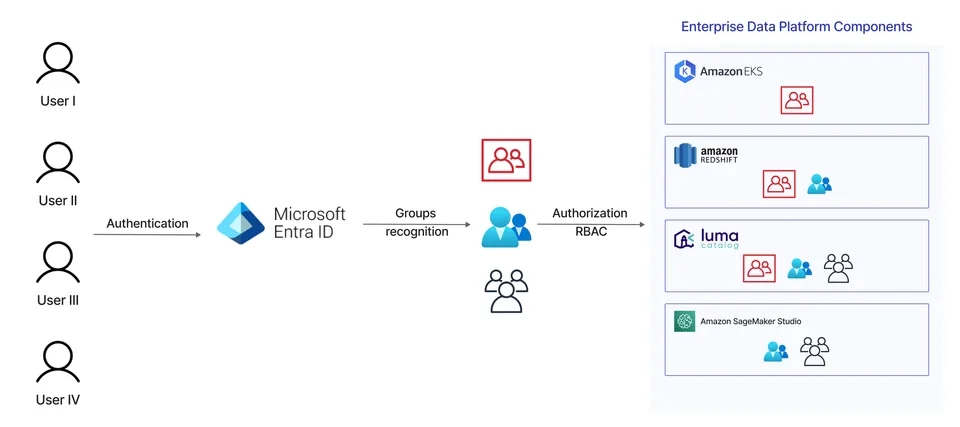 Enterprise Data Platform Components
User I
User II
User III
User IV
Authentication
Microsoft
Entra ID
Groups
recognition
Authorization
RBAC
K
Amazon EKS
amazon
REDSHIFT
luma
catalog
Amazon SageMaker Studio